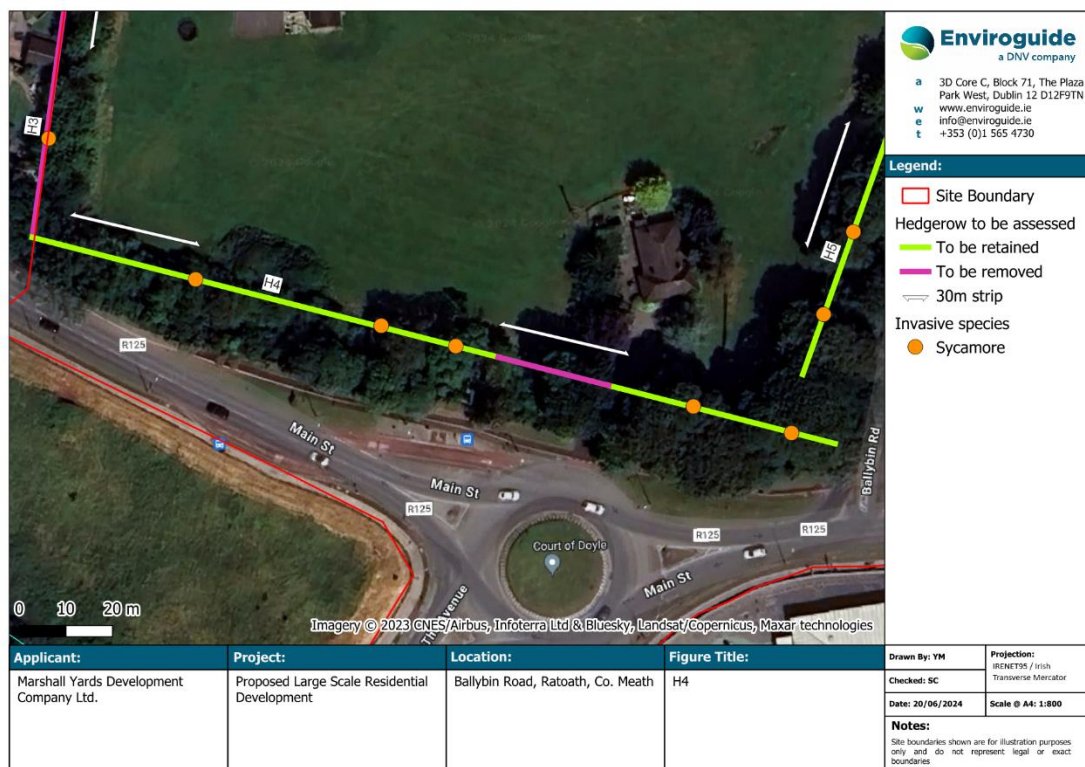 Enviroguide
a DNV company
a 3D Core C, Block 71, The Plaza
Park West, Dublin 12 D12F9TN
w www.enviroguide.ie
e info@enviroguide.ie
t +353 (0)1 565 4730
Legend:
Site Boundary
Hedgerow to be assessed
To be retained
To be removed
30m strip
Invasive species
Sycamore
H3
H4
H5
R125
Main St
Main St
R125
R125
Court of Doyle
Main St
Ballybin Rd
Avenue
0 10 20 m
Imagery © 2023 CNES/Airbus, Infoterra Ltd & Bluesky, Landsat/Copernicus, Maxar technologies
Applicant:
Marshall Yards Development
Company Ltd.
Project:
Proposed Large Scale Residential
Development
Location:
Ballybin Road, Ratoath, Co. Meath
Figure Title:
H4
Drawn By: YM
Checked: SC
Date: 20/06/2024
Projection:
IRENET95 / Irish
Transverse Mercator
Scale @ A4: 1:800
Notes:
Site boundaries shown are for illustration purposes
only and do not represent legal or exact
boundaries